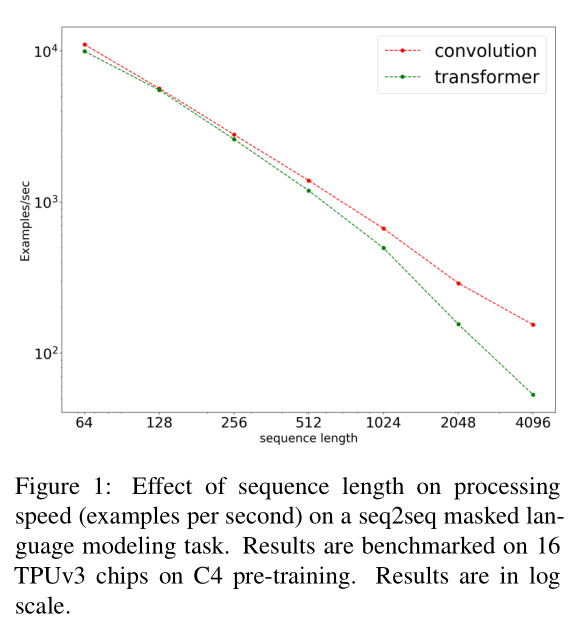 10⁴
10³
10²
Examples/sec
convolution
transformer
64 128 256 512 1024 2048 4096
sequence length
Figure 1: Effect of sequence length on processing
speed (examples per second) on a seq2seq masked lan-
guage modeling task. Results are benchmarked on 16
TPUv3 chips on C4 pre-training. Results are in log
scale.